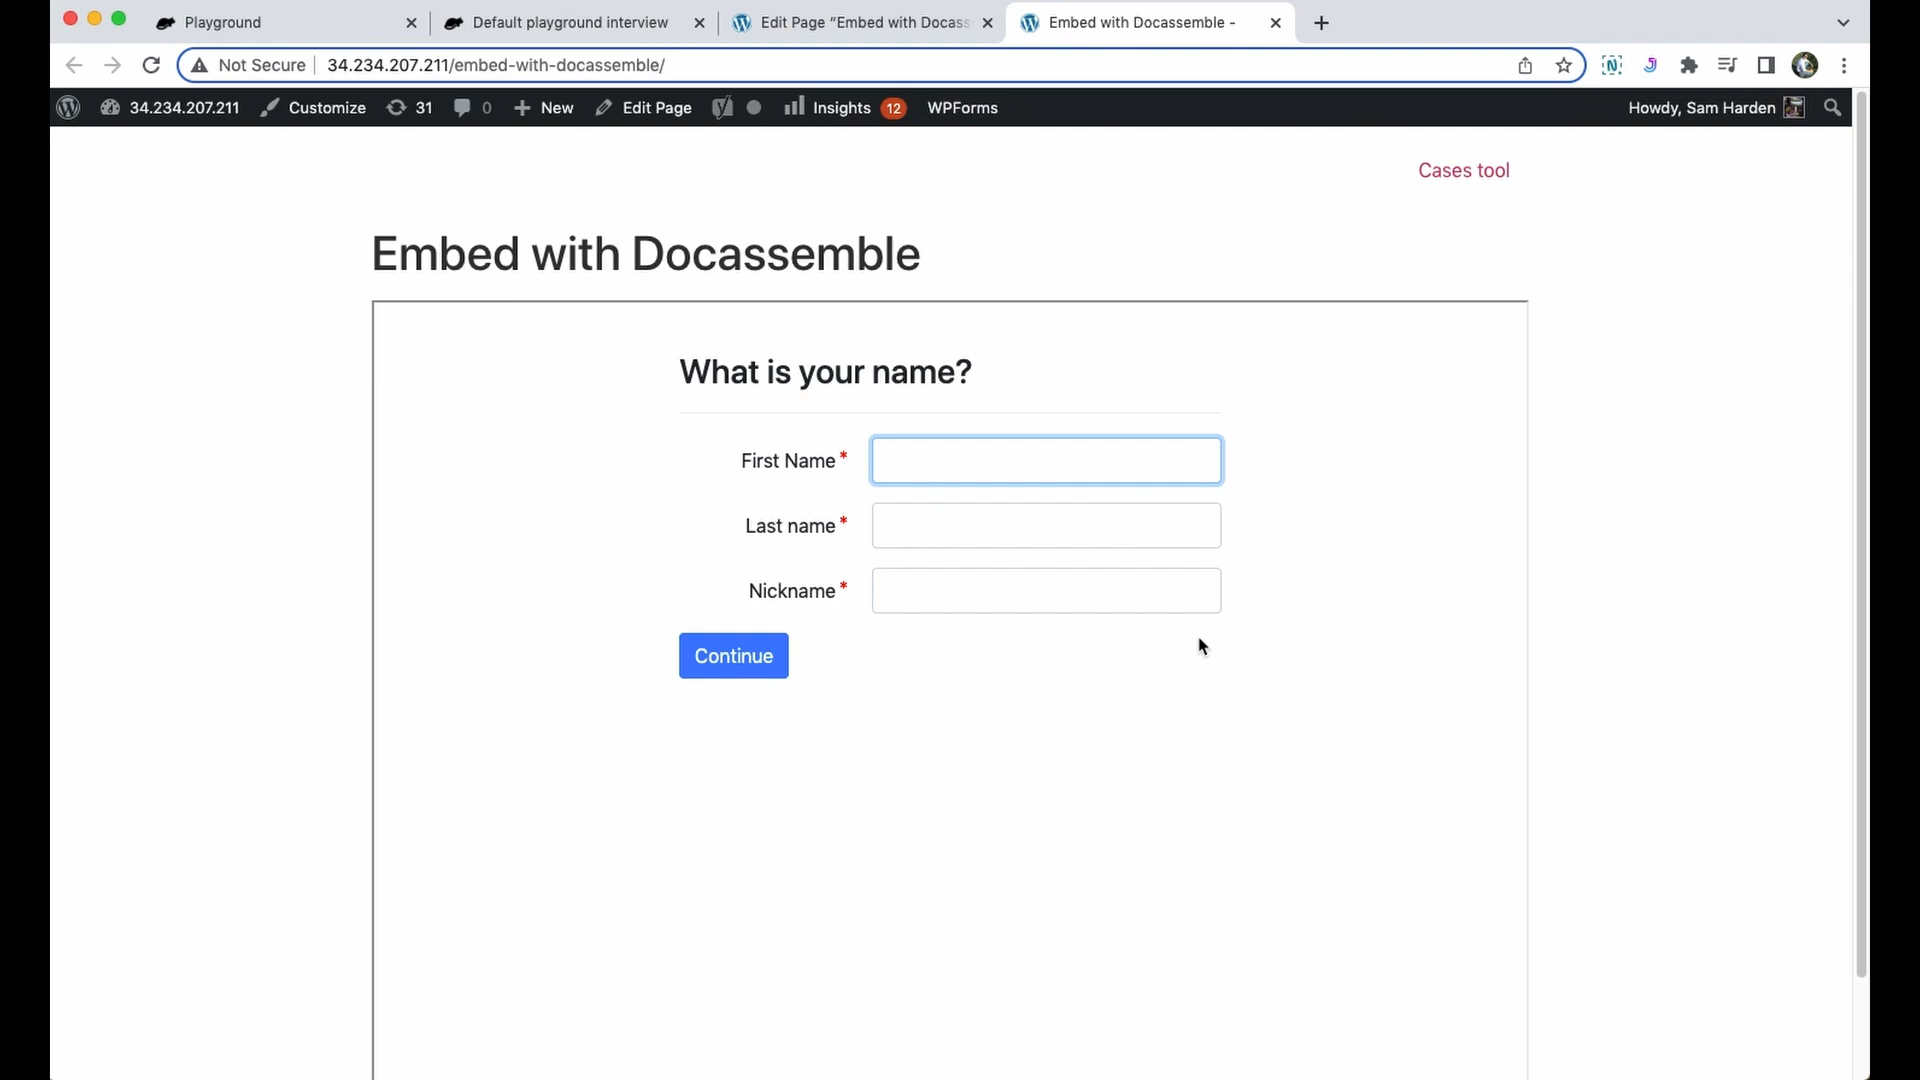 Playground
Default playground interview
Edit Page “Embed with Docass
Embed with Docassemble -
Not Secure
34.234.207.211/embed-with-docassemble/
34.234.207.211
Customize
31
0
New
Edit Page
Insights 12
WPForms
Howdy, Sam Harden
Cases tool
Embed with Docassemble
What is your name?
First Name *
Last name *
Nickname *
Continue